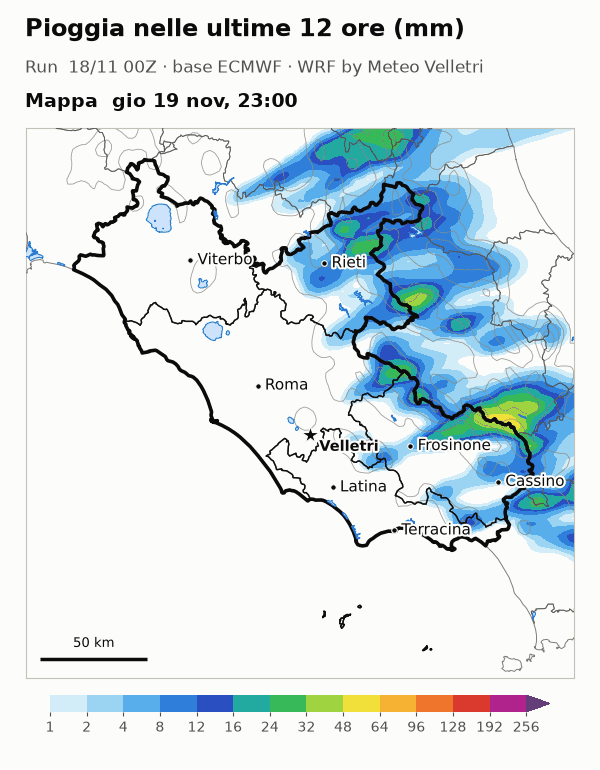 Pioggia nelle ultime 12 ore (mm)
Run  18/11 00Z · base ECMWF · WRF by Meteo Velletri
Mappa  gio 19 nov, 23:00
Viterbo
Rieti
Roma
Velletri
Frosinone
Latina
Cassino
Terracina
50 km
1 2 4 8 12 16 24 32 48 64 96 128 192 256